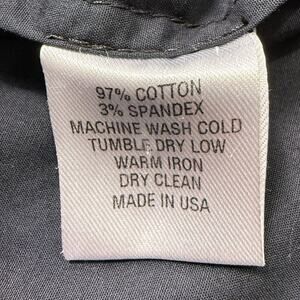 97% COTTON
3% SPANDEX
MACHINE WASH COLD
TUMBLE DRY LOW
WARM IRON
DRY CLEAN
MADE IN USA